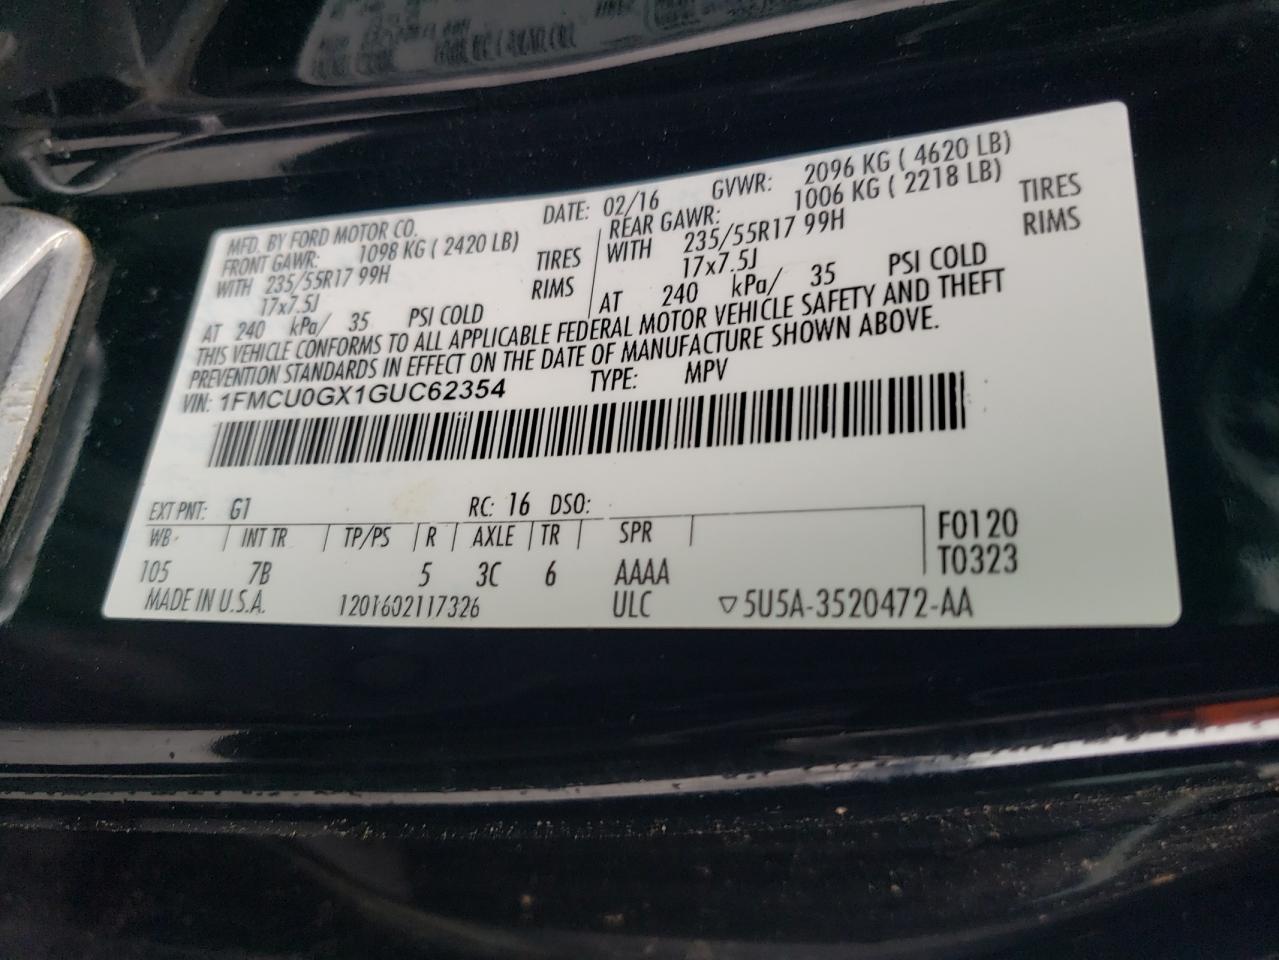 MFD. BY FORD MOTOR CO. DATE: 02/16 GVWR: 2096 KG ( 4620 LB)
FRONT GAWR: 1098 KG ( 2420 LB) REAR GAWR: 1006 KG ( 2218 LB)
WITH 235/55R17 99H TIRES WITH 235/55R17 99H TIRES
17x7.5J RIMS 17x7.5J RIMS
AT 240 kPa/ 35 PSI COLD AT 240 kPa/ 35 PSI COLD
THIS VEHICLE CONFORMS TO ALL APPLICABLE FEDERAL MOTOR VEHICLE SAFETY AND THEFT
PREVENTION STANDARDS IN EFFECT ON THE DATE OF MANUFACTURE SHOWN ABOVE.
VIN: 1FMCU0GX1GUC62354 TYPE: MPV
EXT PNT: G1 RC: 16 DSO:
WB INT TR TP/PS R AXLE TR SPR F0120
105 7B 5 3C 6 AAAA T0323
MADE IN U.S.A. 1201602117326 ULC ▽5U5A-3520472-AA